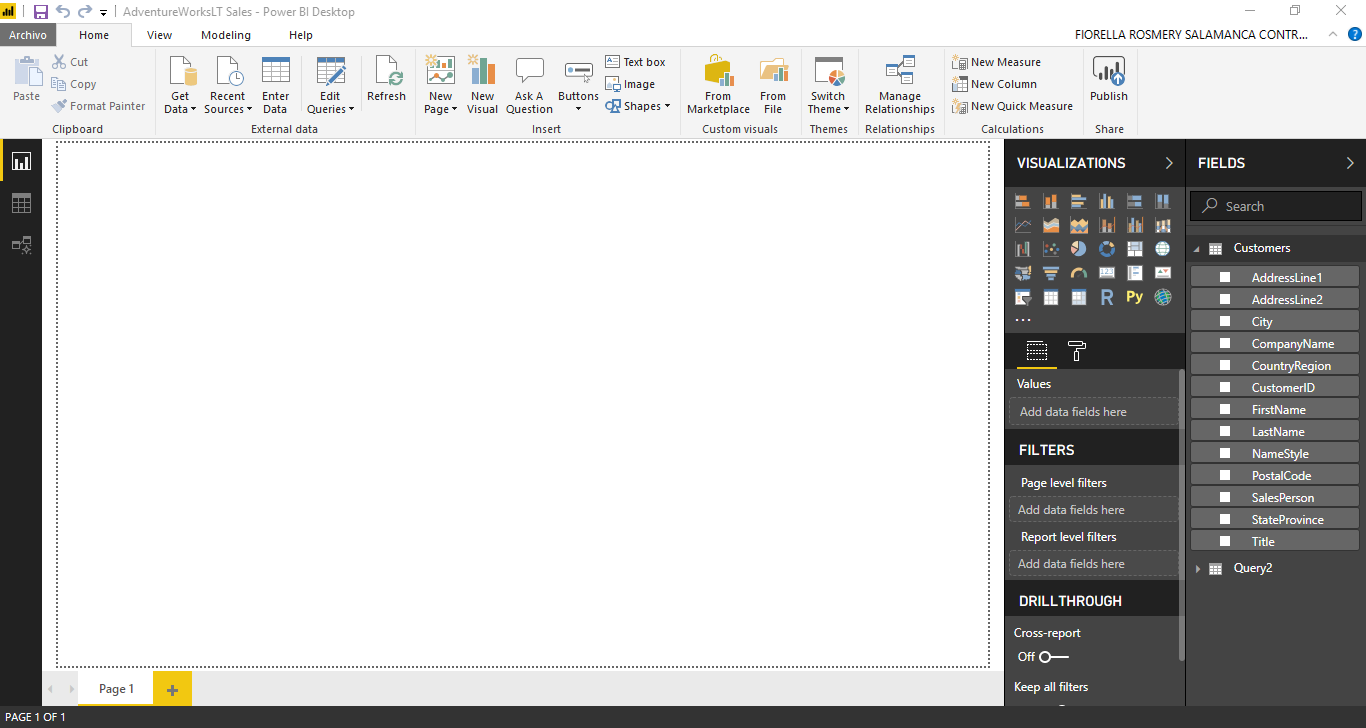 AdventureWorksLT Sales - Power BI Desktop
Archivo Home View Modeling Help FIORELLA ROSMERY SALAMANCA CONTR... ?
Paste
Cut
Copy
Format Painter
Clipboard
Get Data
Recent Sources
Enter Data
Edit Queries
Refresh
External data
New Page
New Visual
Ask A Question
Buttons
Text box
Image
Shapes
Insert
From Marketplace
From File
Custom visuals
Switch Theme
Themes
Manage Relationships
Relationships
New Measure
New Column
New Quick Measure
Calculations
Publish
Share
VISUALIZATIONS
R Py
...
Values
Add data fields here
FILTERS
Page level filters
Add data fields here
Report level filters
Add data fields here
DRILLTHROUGH
Cross-report
Off
Keep all filters
FIELDS
Search
Customers
AddressLine1
AddressLine2
City
CompanyName
CountryRegion
CustomerID
FirstName
LastName
NameStyle
PostalCode
SalesPerson
StateProvince
Title
Query2
Page 1 +
PAGE 1 OF 1